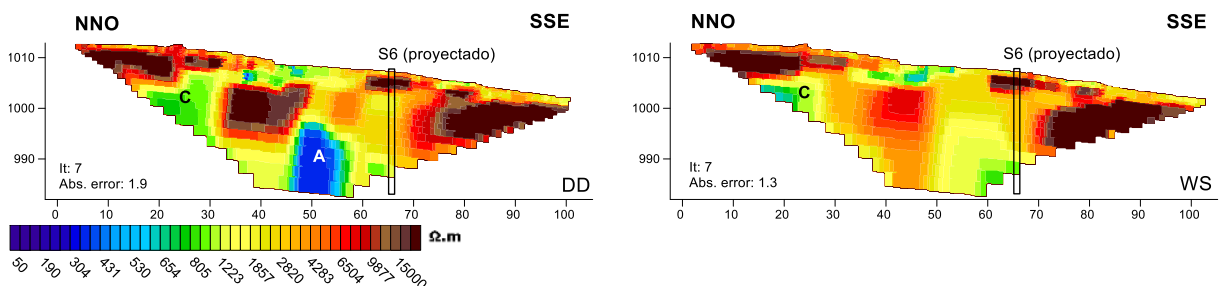 NNO SSE
S6 (proyectado)
1010
1000
990
C
A
It: 7
Abs. error: 1.9
DD
0 10 20 30 40 50 60 70 80 90 100
50 190 304 431 530 654 805 1223 1857 2820 4283 6504 9877 15000
Ω.m
NNO SSE
S6 (proyectado)
1010
1000
990
C
It: 7
Abs. error: 1.3
WS
0 10 20 30 40 50 60 70 80 90 100